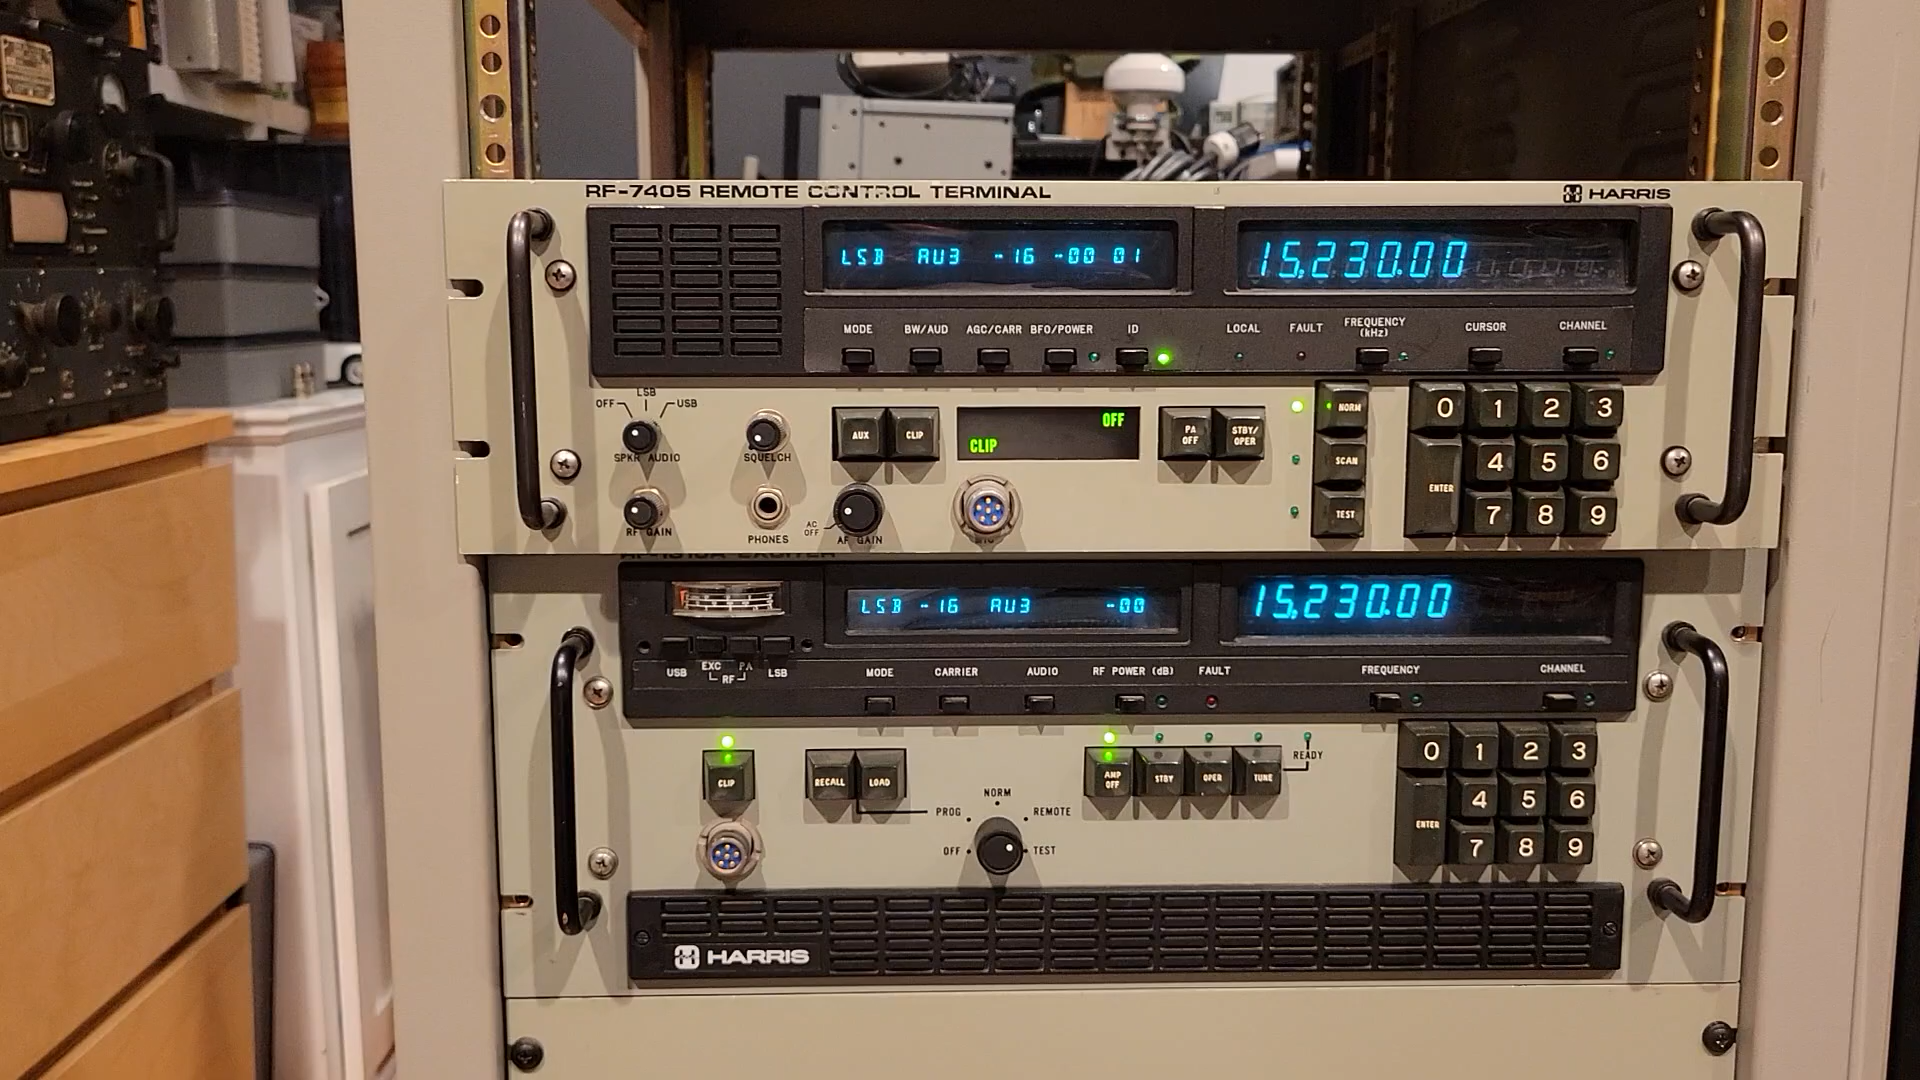 RF-7405 REMOTE CONTROL TERMINAL
HARRIS
LSB AU3 -16 -00 01
15,230.00
MODE BW/AUD AGC/CARR BFO/POWER ID
LOCAL FAULT FREQUENCY (kHz) CURSOR CHANNEL
OFF LSB USB
SPKR AUDIO
SQUELCH
AUX CLIP
OFF
CLIP
PA OFF
STBY/OPER
NORM
SCAN
TEST
0 1 2 3
ENTER 4 5 6
7 8 9
RF GAIN
PHONES
AC OFF
AF GAIN
MIC
EXCITER
LSB -16 AU3 -00
15,230.00
USB EXC PA LSB
RF
MODE CARRIER AUDIO RF POWER (dB) FAULT
FREQUENCY CHANNEL
CLIP
RECALL LOAD
PROG
OFF NORM REMOTE TEST
AMP OFF
STBY OPER TUNE
READY
0 1 2 3
ENTER 4 5 6
7 8 9
HARRIS